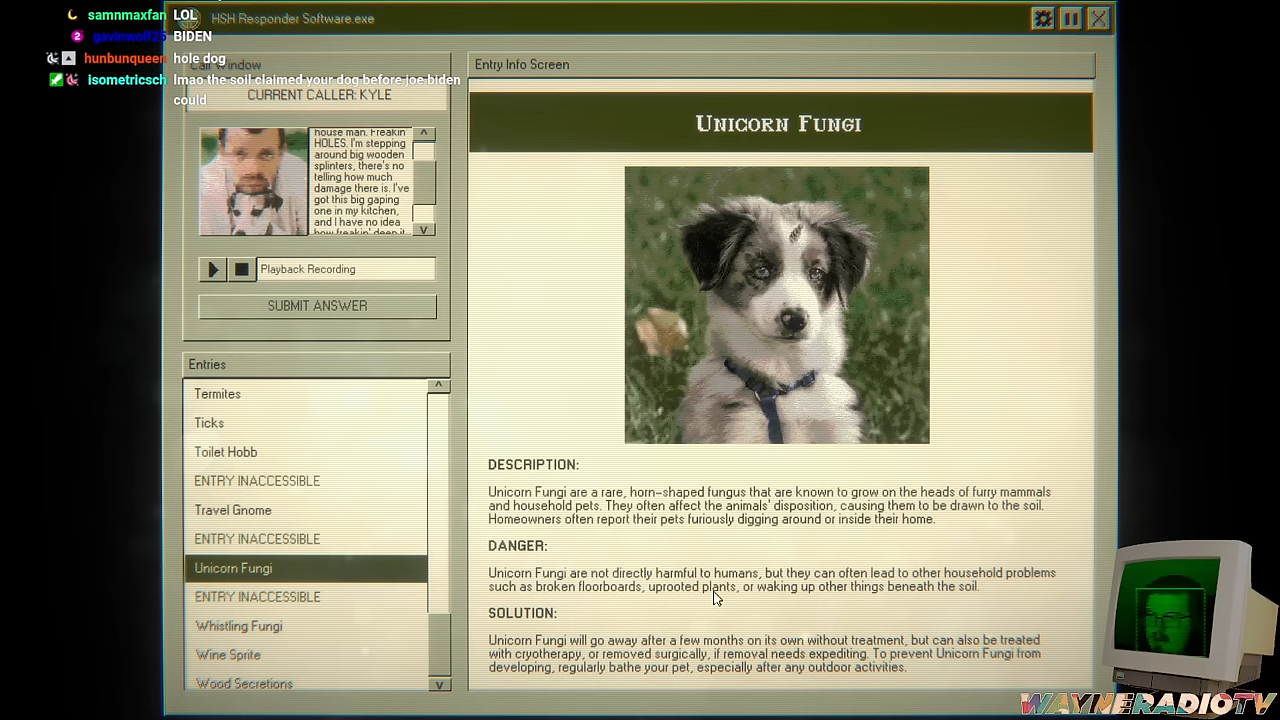 samnmaxfan LOL
gavinwolf25 BIDEN
hunbunqueen hole dog
isometricsch lmao the soil claimed your dog before joe biden
could
HSH Responder Software.exe
Call Window
CURRENT CALLER: KYLE
house man. Freakin'
HOLES. I'm stepping
around big wooden
splinters, there's no
telling how much
damage there is. I've
got this big gaping
one in my kitchen,
and I have no idea
how freakin' deep it
Playback Recording
SUBMIT ANSWER
Entries
Termites
Ticks
Toilet Hobb
ENTRY INACCESSIBLE
Travel Gnome
ENTRY INACCESSIBLE
Unicorn Fungi
ENTRY INACCESSIBLE
Whistling Fungi
Wine Sprite
Wood Secretions
Entry Info Screen
Unicorn Fungi
DESCRIPTION:
Unicorn Fungi are a rare, horn-shaped fungus that are known to grow on the heads of furry mammals
and household pets. They often affect the animals' disposition, causing them to be drawn to the soil.
Homeowners often report their pets furiously digging around or inside their home.
DANGER:
Unicorn Fungi are not directly harmful to humans, but they can often lead to other household problems
such as broken floorboards, uprooted plants, or waking up other things beneath the soil.
SOLUTION:
Unicorn Fungi will go away after a few months on its own without treatment, but can also be treated
with cryotherapy, or removed surgically, if removal needs expediting. To prevent Unicorn Fungi from
developing, regularly bathe your pet, especially after any outdoor activities.
WAYNERADIOTV